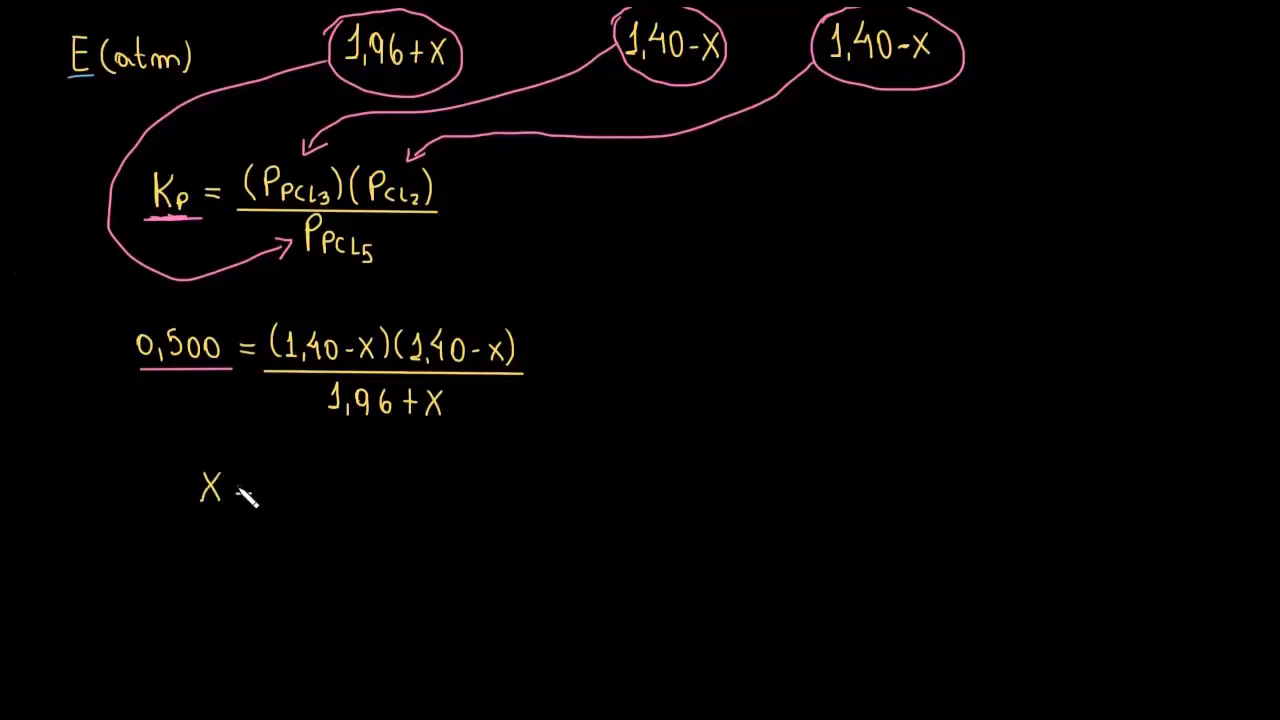 E (atm) 1,96+X 1,40-X 1,40-X
Kp = (PPCL3)(PCL2)
PPCL5
0,500 = (1,40-X)(1,40-X)
1,96+X
X